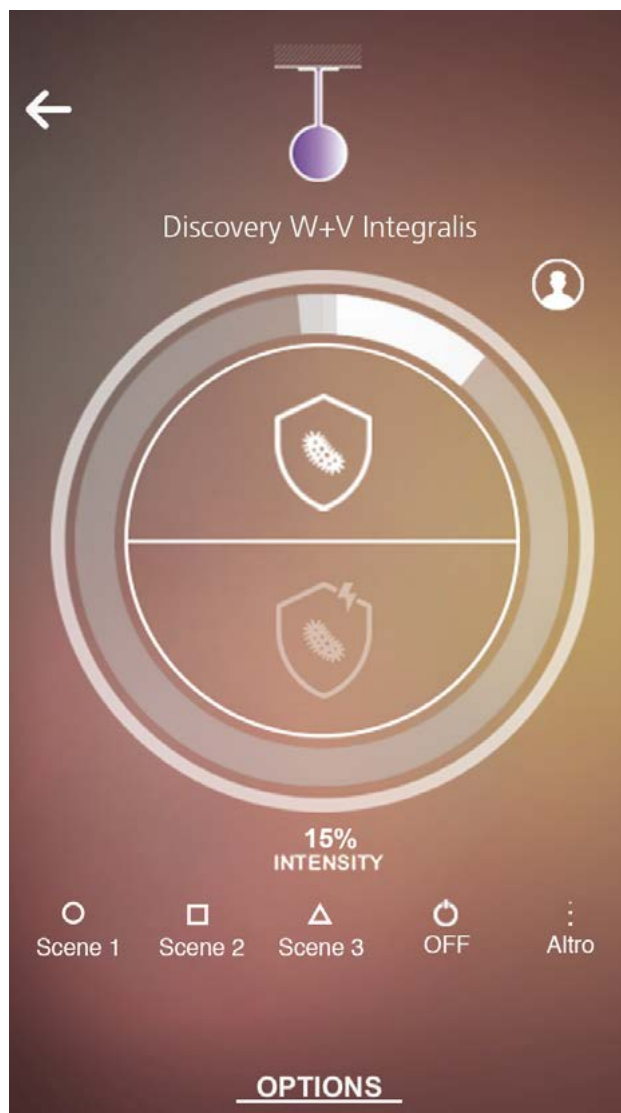 Discovery W+V Integralis
15%
INTENSITY
Scene 1 Scene 2 Scene 3 OFF Altro
OPTIONS